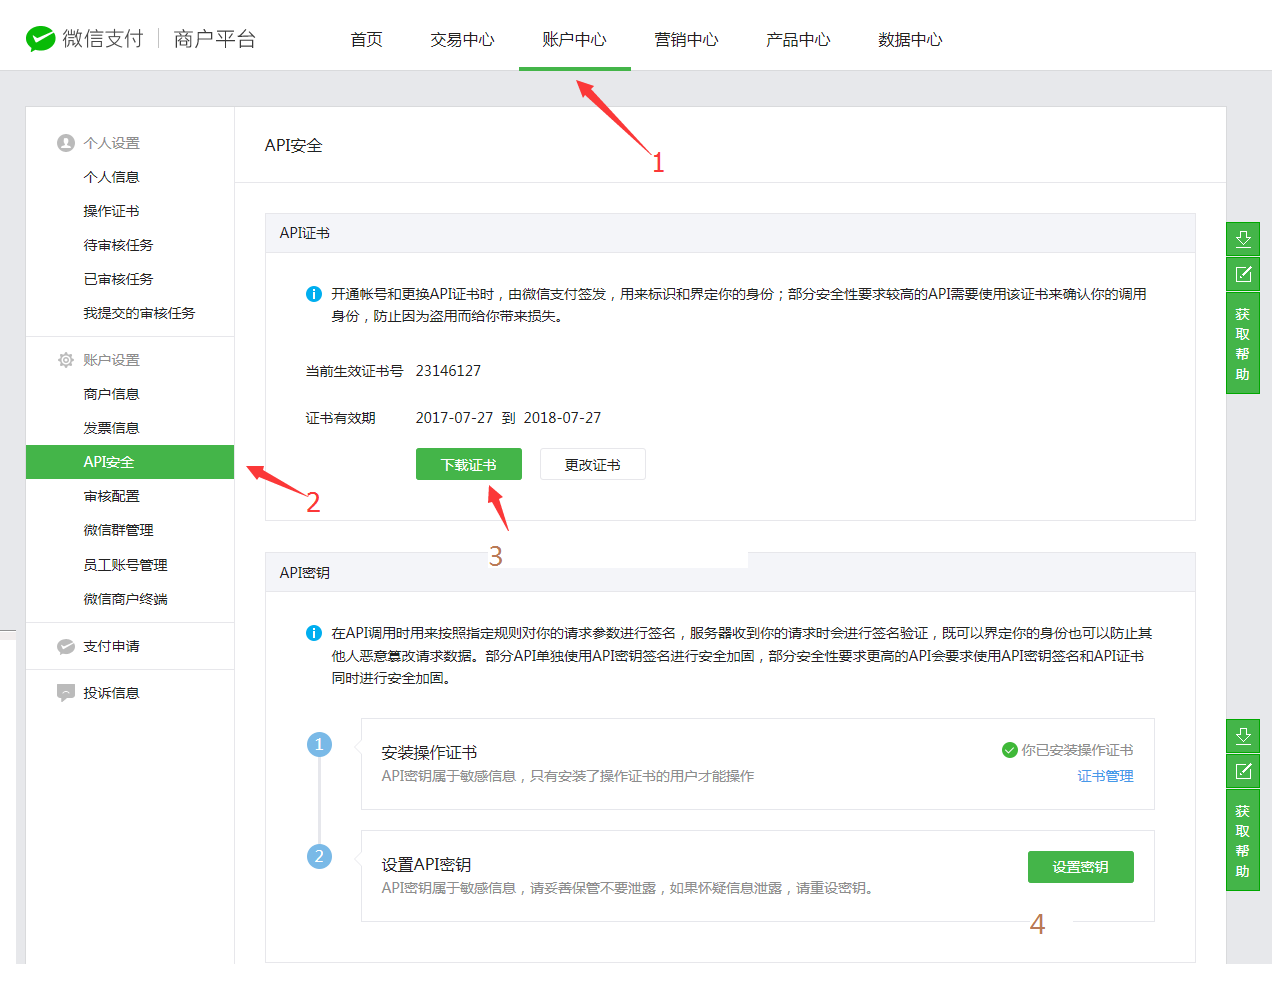 微信支付 商户平台 首页 交易中心 账户中心 营销中心 产品中心 数据中心
1
个人设置
个人信息
操作证书
待审核任务
已审核任务
我提交的审核任务
账户设置
商户信息
发票信息
API安全
审核配置
微信群管理
员工账号管理
微信商户终端
支付申请
投诉信息
2
API安全
API证书
开通帐号和更换API证书时，由微信支付签发，用来标识和界定你的身份；部分安全性要求较高的API需要使用该证书来确认你的调用
身份，防止因为盗用而给你带来损失。
当前生效证书号 23146127
证书有效期 2017-07-27 到 2018-07-27
下载证书 更改证书
3
API密钥
在API调用时用来按照指定规则对你的请求参数进行签名，服务器收到你的请求时会进行签名验证，既可以界定你的身份也可以防止其
他人恶意篡改请求数据。部分API单独使用API密钥签名进行安全加固，部分安全性要求更高的API会要求使用API密钥签名和API证书
同时进行安全加固。
1
安装操作证书
API密钥属于敏感信息，只有安装了操作证书的用户才能操作
你已安装操作证书
证书管理
2
设置API密钥
API密钥属于敏感信息，请妥善保管不要泄露，如果怀疑信息泄露，请重设密钥。
设置密钥
4
获
取
帮
助
获
取
帮
助